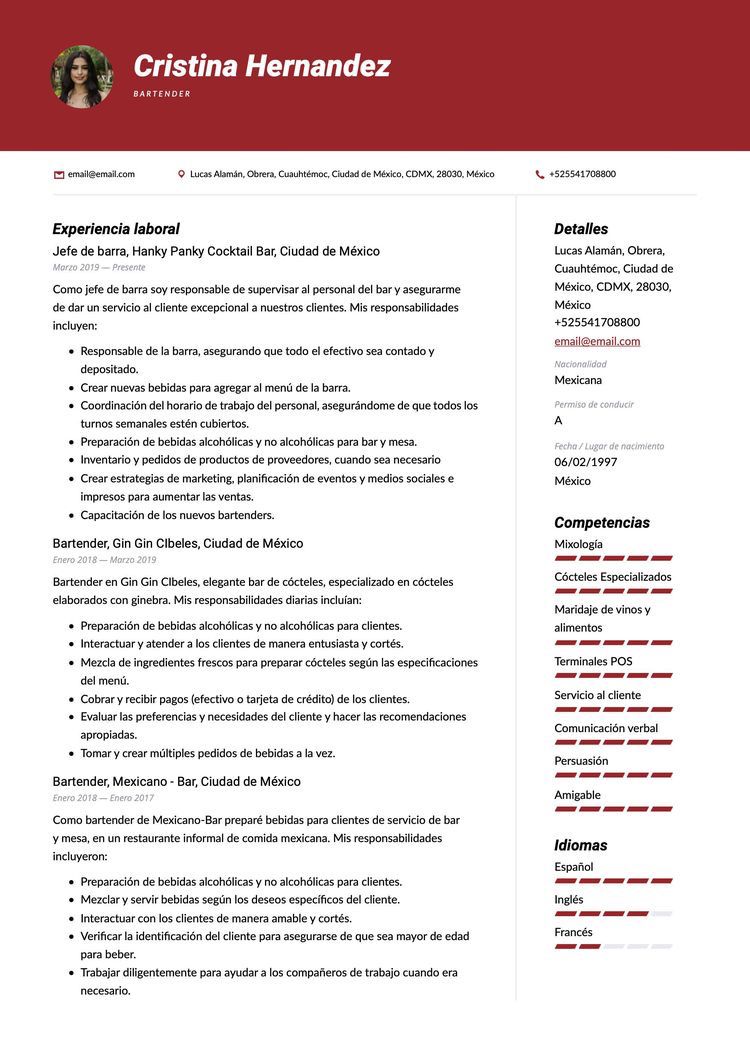 Cristina Hernandez
BARTENDER
email@email.com
Lucas Alamán, Obrera, Cuauhtémoc, Ciudad de México, CDMX, 28030, México
+525541708800
Experiencia laboral
Jefe de barra, Hanky Panky Cocktail Bar, Ciudad de México
Marzo 2019 — Presente
Como jefe de barra soy responsable de supervisar al personal del bar y asegurarme
de dar un servicio al cliente excepcional a nuestros clientes. Mis responsabilidades
incluyen:
• Responsable de la barra, asegurando que todo el efectivo sea contado y
depositado.
• Crear nuevas bebidas para agregar al menú de la barra.
• Coordinación del horario de trabajo del personal, asegurándome de que todos los
turnos semanales estén cubiertos.
• Preparación de bebidas alcohólicas y no alcohólicas para bar y mesa.
• Inventario y pedidos de productos de proveedores, cuando sea necesario
• Crear estrategias de marketing, planificación de eventos y medios sociales e
impresos para aumentar las ventas.
• Capacitación de los nuevos bartenders.
Bartender, Gin Gin CIbeles, Ciudad de México
Enero 2018 — Marzo 2019
Bartender en Gin Gin CIbeles, elegante bar de cócteles, especializado en cócteles
elaborados con ginebra. Mis responsabilidades diarias incluían:
• Preparación de bebidas alcohólicas y no alcohólicas para clientes.
• Interactuar y atender a los clientes de manera entusiasta y cortés.
• Mezcla de ingredientes frescos para preparar cócteles según las especificaciones
del menú.
• Cobrar y recibir pagos (efectivo o tarjeta de crédito) de los clientes.
• Evaluar las preferencias y necesidades del cliente y hacer las recomendaciones
apropiadas.
• Tomar y crear múltiples pedidos de bebidas a la vez.
Bartender, Mexicano - Bar, Ciudad de México
Enero 2018 — Enero 2017
Como bartender de Mexicano-Bar preparé bebidas para clientes de servicio de bar
y mesa, en un restaurante informal de comida mexicana. Mis responsabilidades
incluyeron:
• Preparación de bebidas alcohólicas y no alcohólicas para clientes.
• Mezclar y servir bebidas según los deseos específicos del cliente.
• Interactuar con los clientes de manera amable y cortés.
• Verificar la identificación del cliente para asegurarse de que sea mayor de edad
para beber.
• Trabajar diligentemente para ayudar a los compañeros de trabajo cuando era
necesario.
Detalles
Lucas Alamán, Obrera,
Cuauhtémoc, Ciudad de
México, CDMX, 28030,
México
+525541708800
email@email.com
Nacionalidad
Mexicana
Permiso de conducir
A
Fecha / Lugar de nacimiento
06/02/1997
México
Competencias
Mixología
Cócteles Especializados
Maridaje de vinos y
alimentos
Terminales POS
Servicio al cliente
Comunicación verbal
Persuasión
Amigable
Idiomas
Español
Inglés
Francés